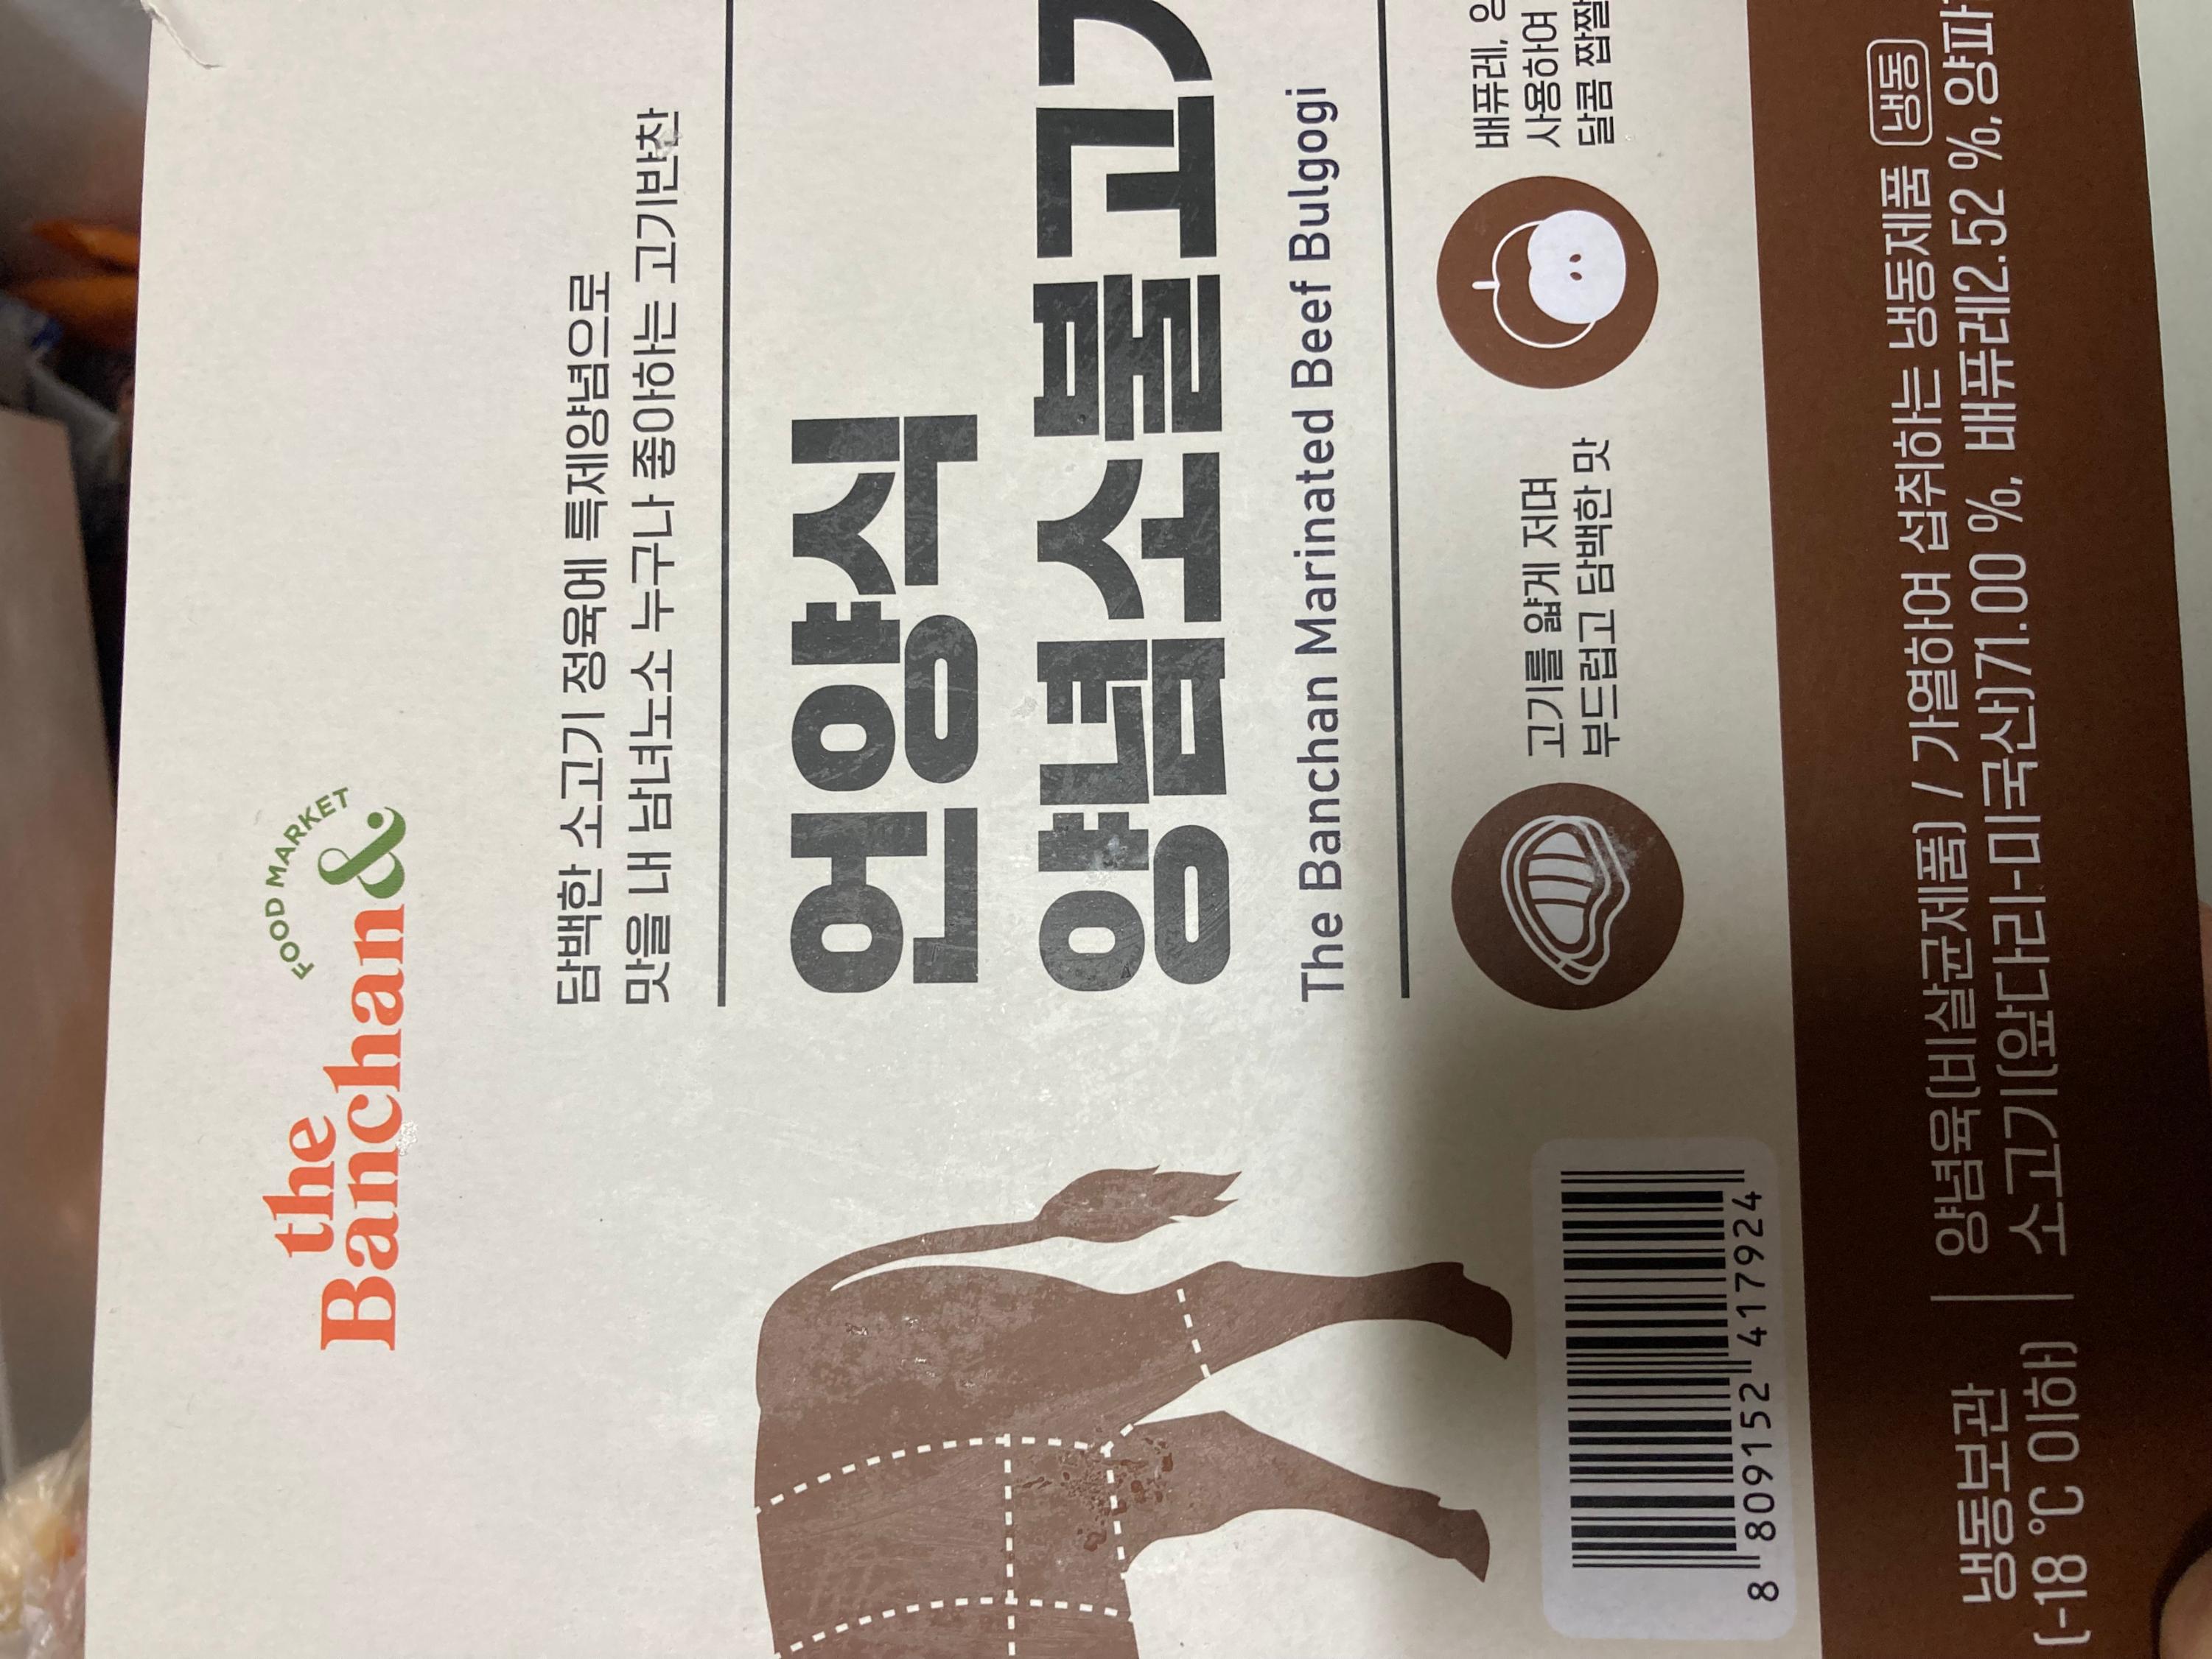 FOOD MARKET
the
Banchan&
담백한 소고기 정육에 특제양념으로
맛을 내 남녀노소 누구나 좋아하는 고기반찬
언양식
양념소불고
The Banchan Marinated Beef Bulgogi
고기를 얇게 저며
부드럽고 담백한 맛
배퓨레,
사용하여
달콤 짭짤
8 809152 417924
냉동보관
(-18 °C 이하)
양념육(비살균제품) / 가열하여 섭취하는 냉동제품 냉동
소고기(앞다리-미국산)71.00 %, 배퓨레2.52 %, 양파